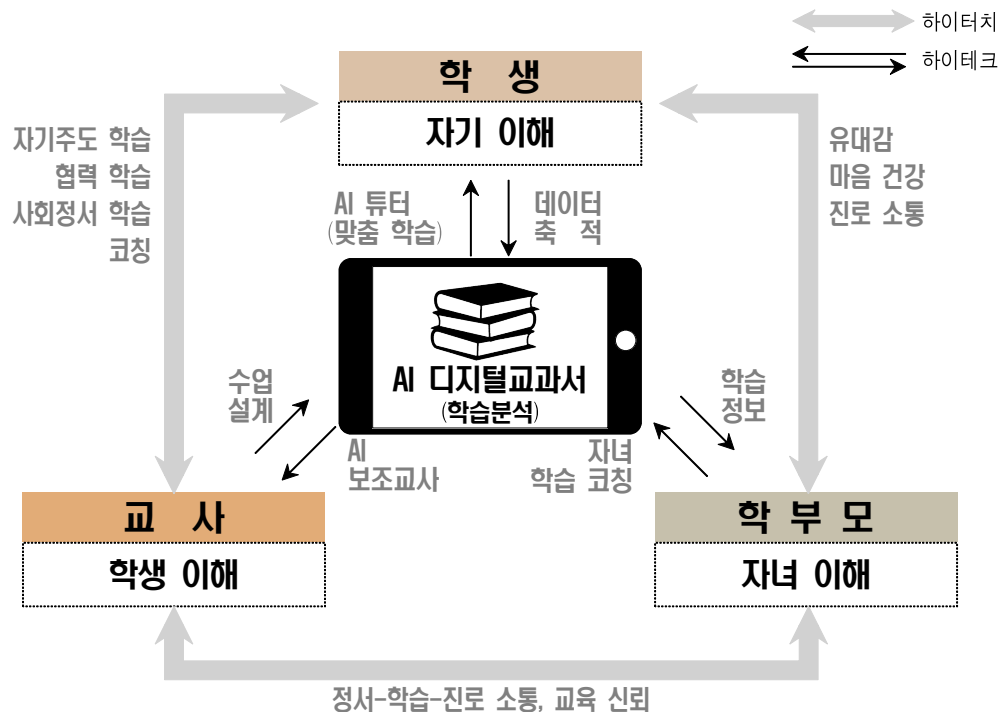 하이터치
하이테크
학 생
자기 이해
자기주도 학습
협력 학습
사회정서 학습
코칭
유대감
마음 건강
진로 소통
AI 튜터
(맞춤 학습)
데이터
축 적
AI 디지털교과서
(학습분석)
수업
설계
학습
정보
AI
보조교사
자녀
학습 코칭
교 사
학생 이해
학 부 모
자녀 이해
정서-학습-진로 소통, 교육 신뢰